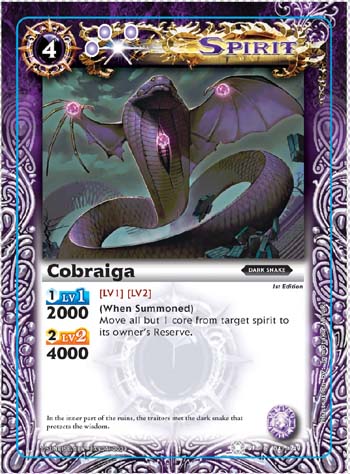 4
SPIRIT
Cobraiga
DARK SNAKE
1st Edition
1 LV1
2000
2 LV2
4000
[LV1] [LV2]
(When Summoned)
Move all but 1 core from target spirit to
its owner's Reserve.
In the inner part of the ruins, the traitors met the dark snake that
protects the wisdom.